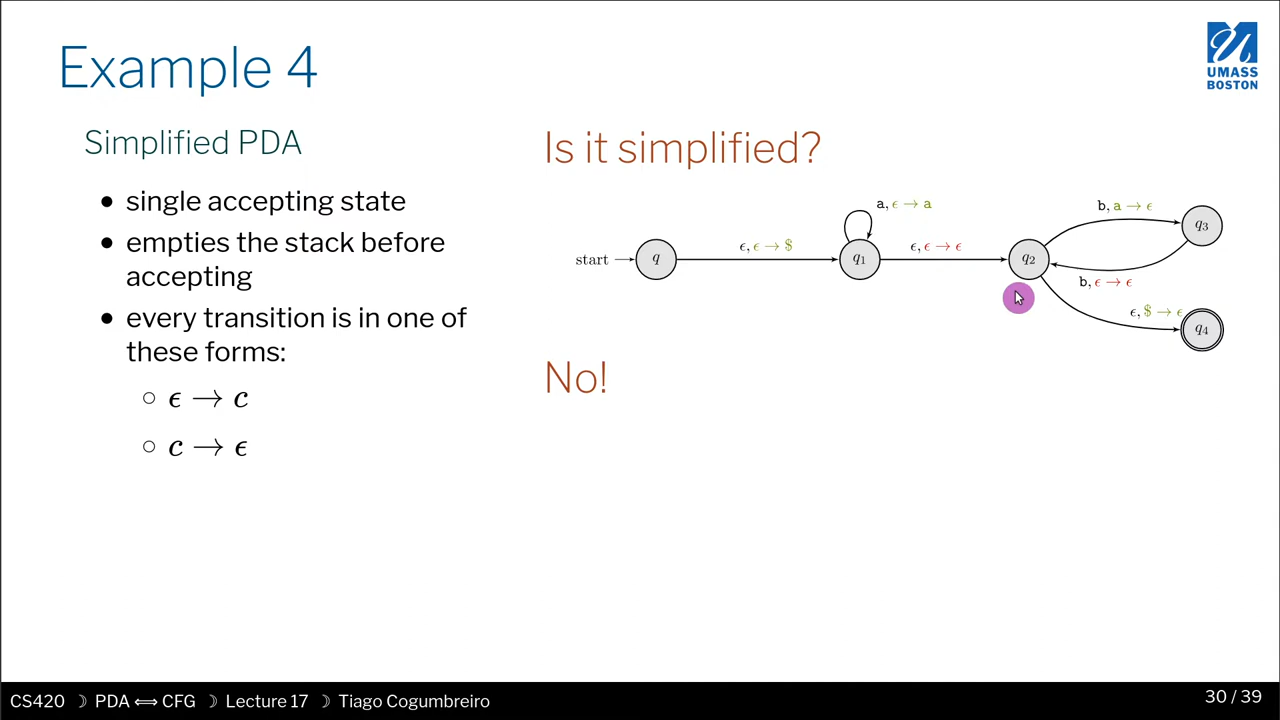 Example 4
UMASS
BOSTON
Simplified PDA
• single accepting state
• empties the stack before
accepting
• every transition is in one of
these forms:
○ ϵ → c
○ c → ϵ
Is it simplified?
start
q
ϵ, ϵ → $
q₁
a, ϵ → a
ϵ, ϵ → ϵ
q₂
b, a → ϵ
q₃
b, ϵ → ϵ
ϵ, $ → ϵ
q₄
No!
CS420 ☽ PDA ⟺ CFG ☽ Lecture 17 ☽ Tiago Cogumbreiro
30 / 39